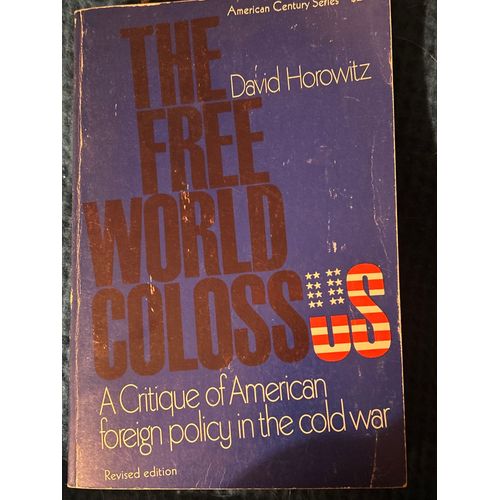 American Century Series
THE
David Horowitz
FREE
WORLD
COLOSSUS
A Critique of American
foreign policy in the cold war
Revised edition